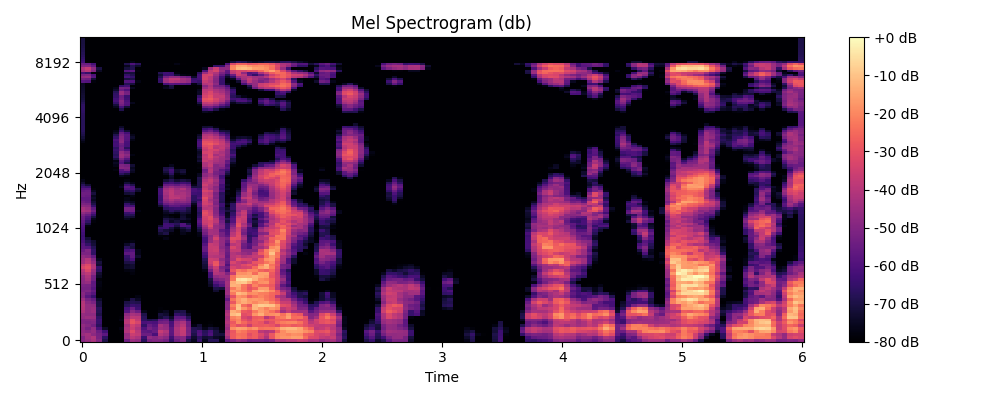 Mel Spectrogram (db)
8192
4096
2048
1024
512
0
Hz
0 1 2 3 4 5 6
Time
+0 dB
-10 dB
-20 dB
-30 dB
-40 dB
-50 dB
-60 dB
-70 dB
-80 dB